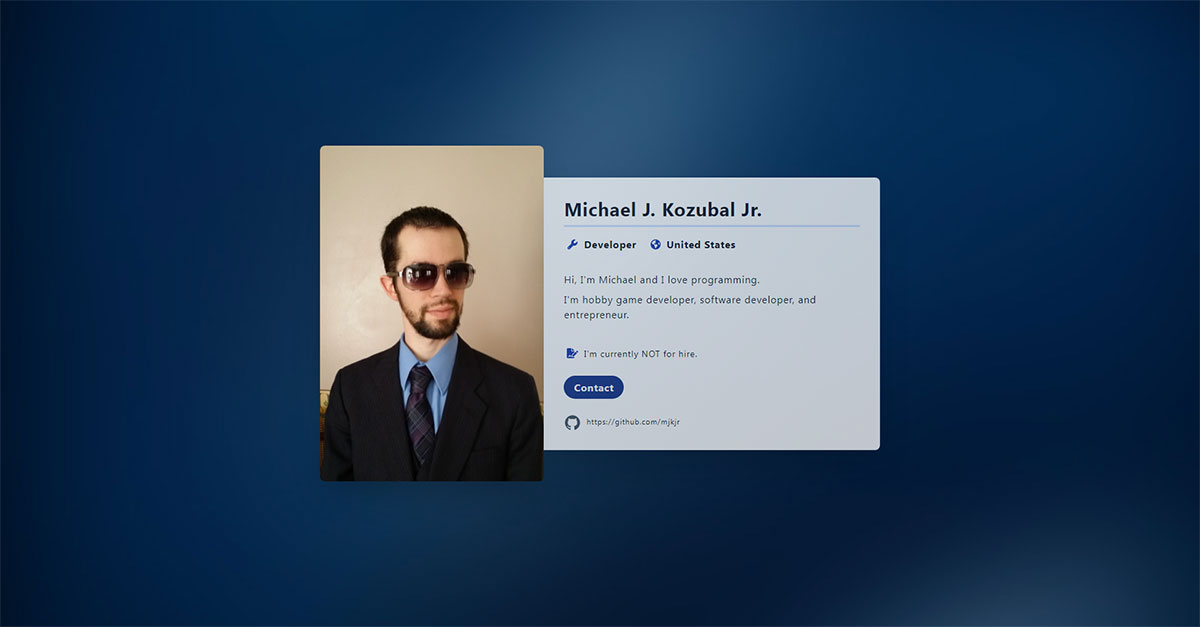 Michael J. Kozubal Jr.
Developer United States
Hi, I'm Michael and I love programming.
I'm hobby game developer, software developer, and
entrepreneur.
I'm currently NOT for hire.
Contact
https://github.com/mjkjr